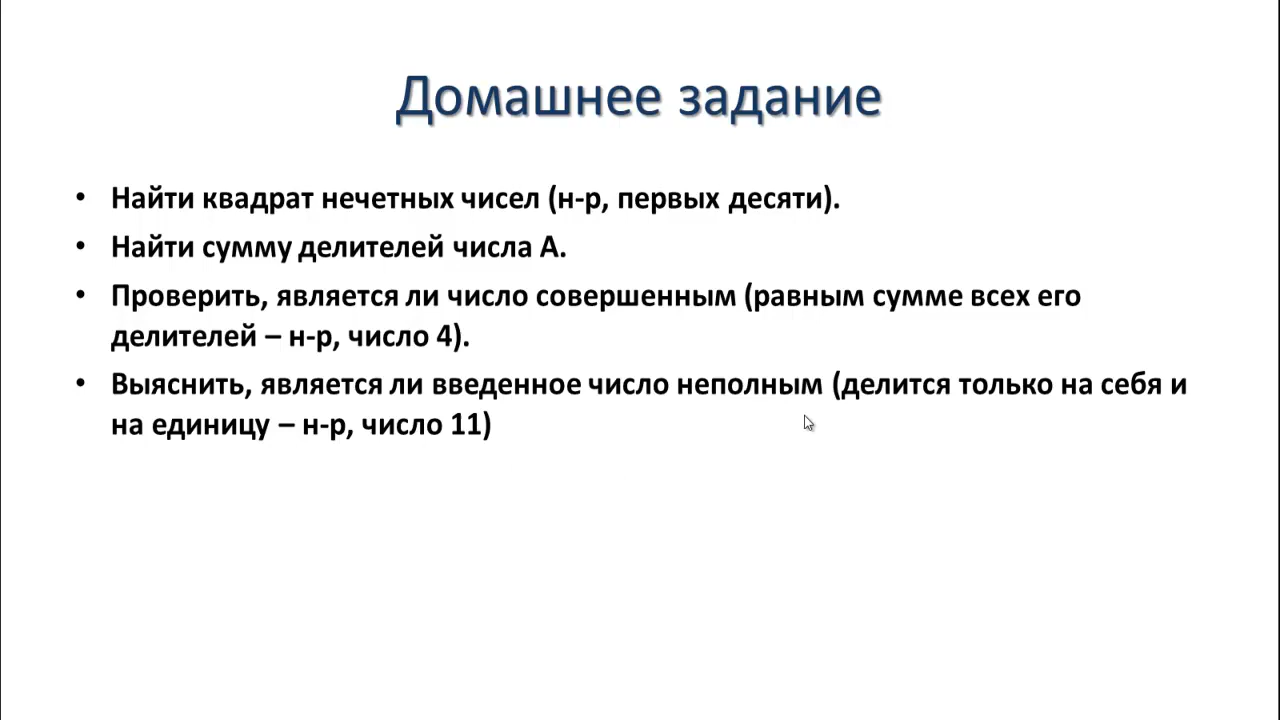 Домашнее задание
• Найти квадрат нечетных чисел (н-р, первых десяти).
• Найти сумму делителей числа А.
• Проверить, является ли число совершенным (равным сумме всех его
делителей – н-р, число 4).
• Выяснить, является ли введенное число неполным (делится только на себя и
на единицу – н-р, число 11)